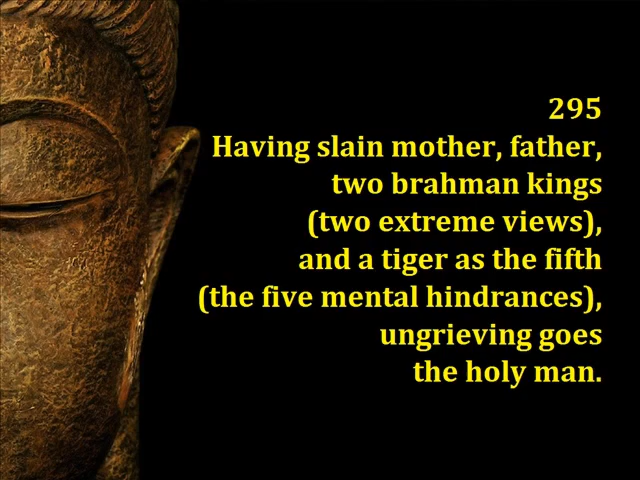 295
Having slain mother, father,
two brahman kings
(two extreme views),
and a tiger as the fifth
(the five mental hindrances),
ungrieving goes
the holy man.